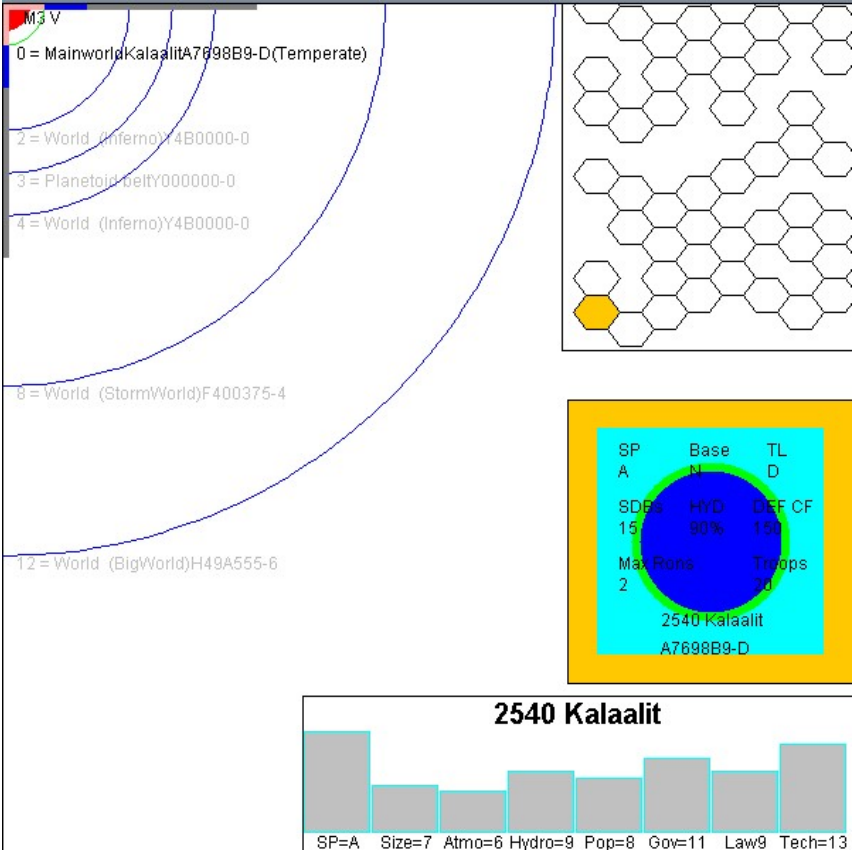 M3 V
0 = MainworldKalaalitA7698B9-D(Temperate)
2 = World  (Inferno)Y4B0000-0
3 = Planetoid beltY000000-0
4 = World  (Inferno)Y4B0000-0
8 = World  (StormWorld)F400375-4
12 = World  (BigWorld)H49A555-6
SP Base TL
A N D
SDBs HYD DEF CF
15 90% 150
Max Rons Troops
2 20
2540 Kalaalit
A7698B9-D
2540 Kalaalit
SP=A Size=7 Atmo=6 Hydro=9 Pop=8 Gov=11 Law9 Tech=13